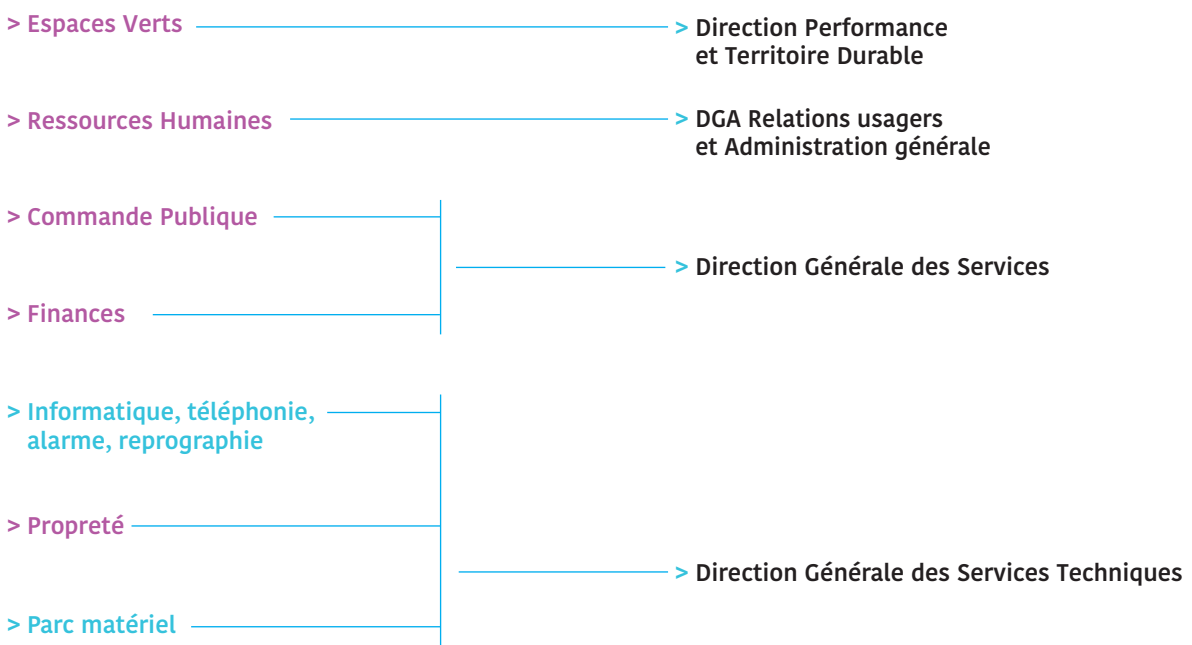 > Espaces Verts
> Direction Performance
et Territoire Durable
> Ressources Humaines
> DGA Relations usagers
et Administration générale
> Commande Publique
> Direction Générale des Services
> Finances
> Informatique, téléphonie,
alarme, reprographie
> Propreté
> Direction Générale des Services Techniques
> Parc matériel